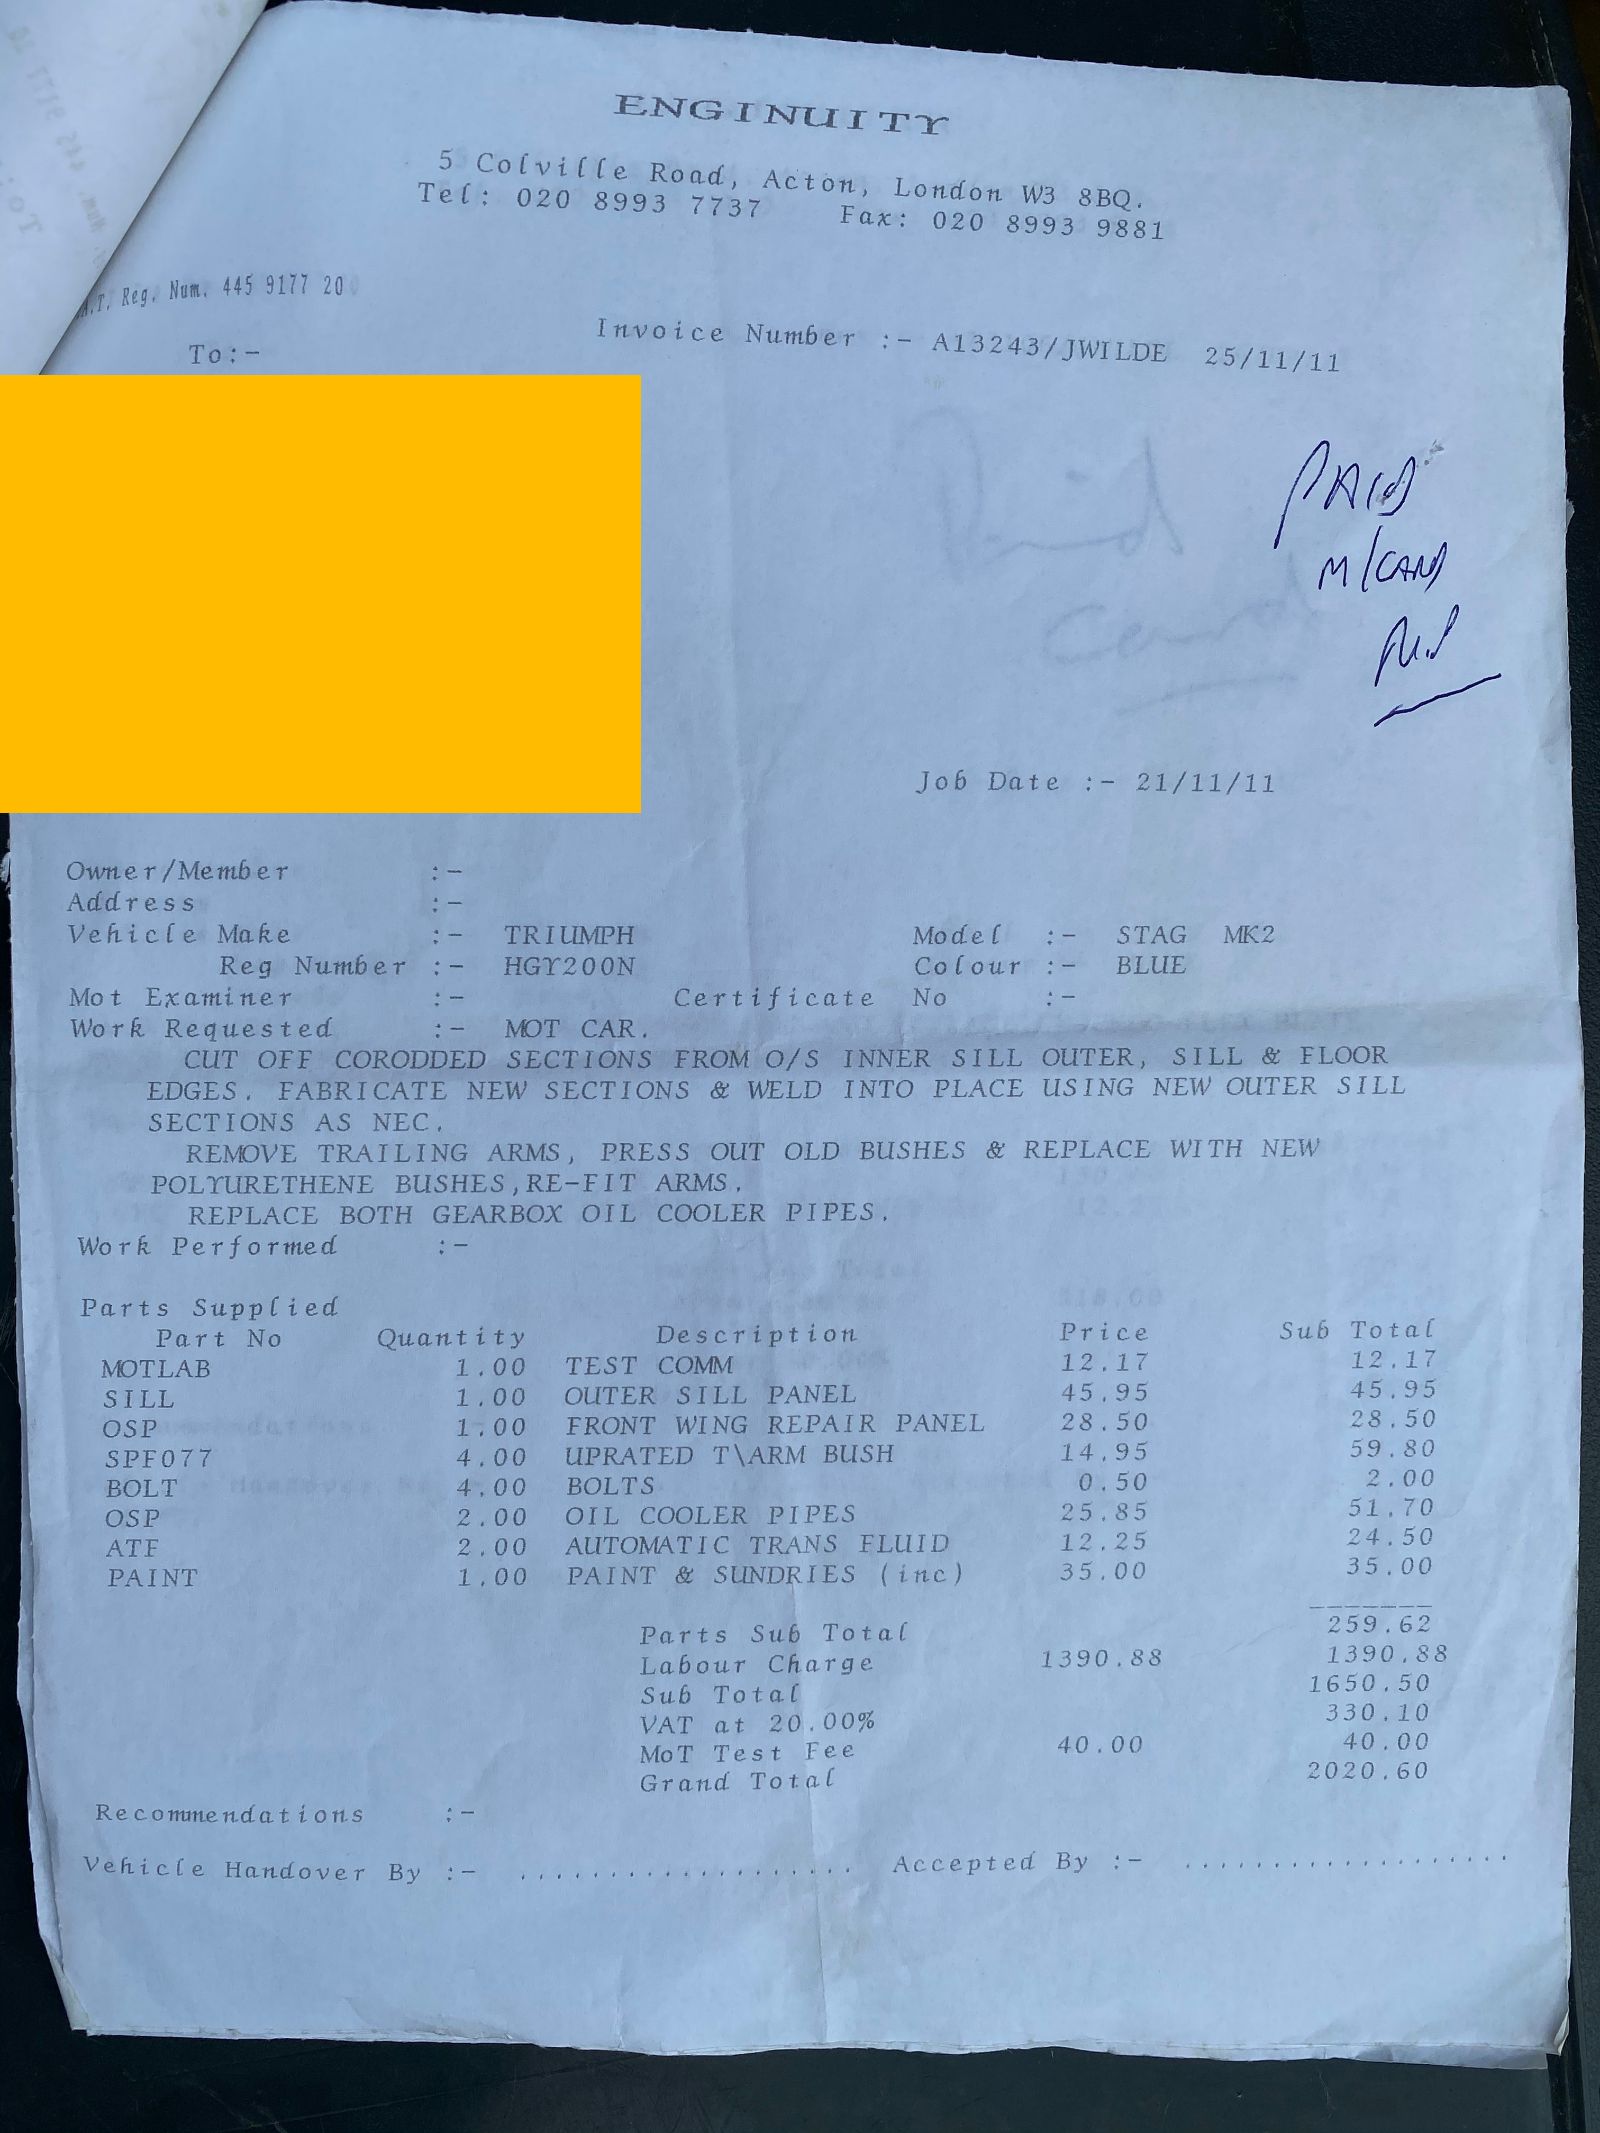 ENGINUITY
5 Colville Road, Acton, London W3 8BQ.
Tel: 020 8993 7737 Fax: 020 8993 9881
.T. Reg. Num. 445 9177 20
Invoice Number :- A13243/JWILDE 25/11/11
To:-
PAID
M/CARD
Job Date :- 21/11/11
Owner/Member :-
Address :-
Vehicle Make :- TRIUMPH Model :- STAG MK2
Reg Number :- HGY200N Colour :- BLUE
Mot Examiner :- Certificate No :-
Work Requested :- MOT CAR.
CUT OFF CORODDED SECTIONS FROM O/S INNER SILL OUTER, SILL & FLOOR
EDGES. FABRICATE NEW SECTIONS & WELD INTO PLACE USING NEW OUTER SILL
SECTIONS AS NEC.
REMOVE TRAILING ARMS, PRESS OUT OLD BUSHES & REPLACE WITH NEW
POLYURETHENE BUSHES,RE-FIT ARMS.
REPLACE BOTH GEARBOX OIL COOLER PIPES.
Work Performed :-
Parts Supplied
Part No Quantity Description Price Sub Total
MOTLAB 1.00 TEST COMM 12.17 12.17
SILL 1.00 OUTER SILL PANEL 45.95 45.95
OSP 1.00 FRONT WING REPAIR PANEL 28.50 28.50
SPF077 4.00 UPRATED T\ARM BUSH 14.95 59.80
BOLT 4.00 BOLTS 0.50 2.00
OSP 2.00 OIL COOLER PIPES 25.85 51.70
ATF 2.00 AUTOMATIC TRANS FLUID 12.25 24.50
PAINT 1.00 PAINT & SUNDRIES (inc) 35.00 35.00
Parts Sub Total 259.62
Labour Charge 1390.88 1390.88
Sub Total 1650.50
VAT at 20.00% 330.10
MoT Test Fee 40.00 40.00
Grand Total 2020.60
Recommendations :-
Vehicle Handover By :- ................... Accepted By :- ...................